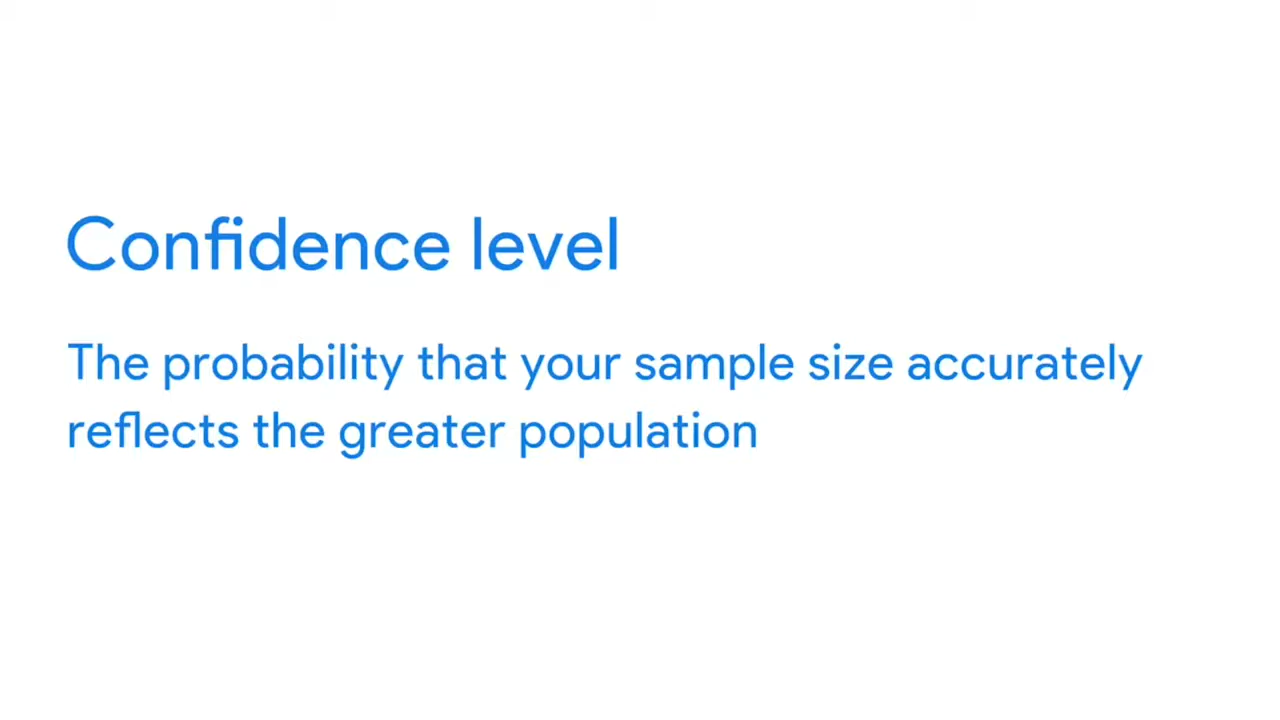 Confidence level
The probability that your sample size accurately
reflects the greater population